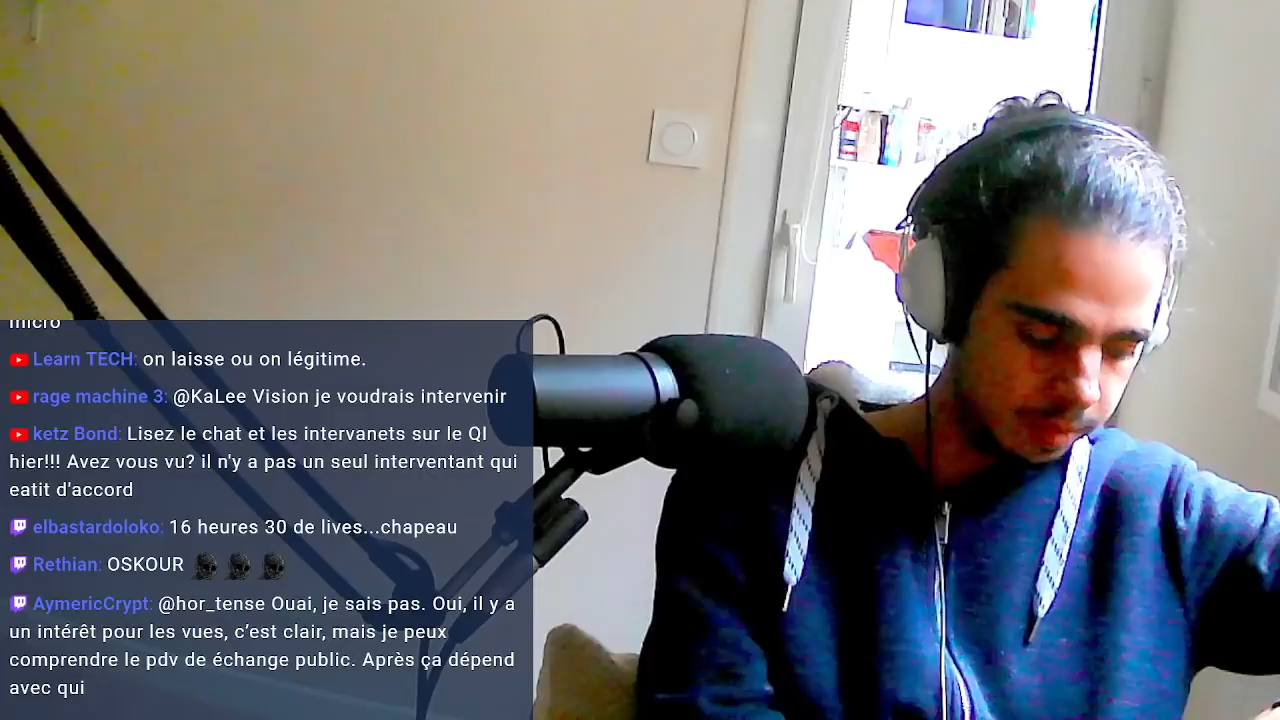 micro
Learn TECH: on laisse ou on légitime.
rage machine 3: @KaLee Vision je voudrais intervenir
ketz Bond: Lisez le chat et les intervanets sur le QI
hier!!! Avez vous vu? il n'y a pas un seul interventant qui
eatit d'accord
elbastardoloko: 16 heures 30 de lives...chapeau
Rethian: OSKOUR
AymericCrypt: @hor_tense Ouai, je sais pas. Oui, il y a
un intérêt pour les vues, c’est clair, mais je peux
comprendre le pdv de échange public. Après ça dépend
avec qui